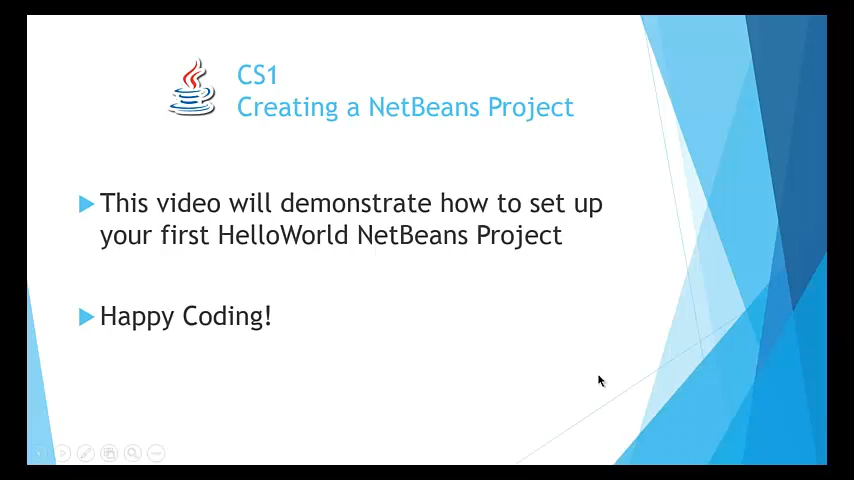 CS1
Creating a NetBeans Project
This video will demonstrate how to set up
your first HelloWorld NetBeans Project
Happy Coding!